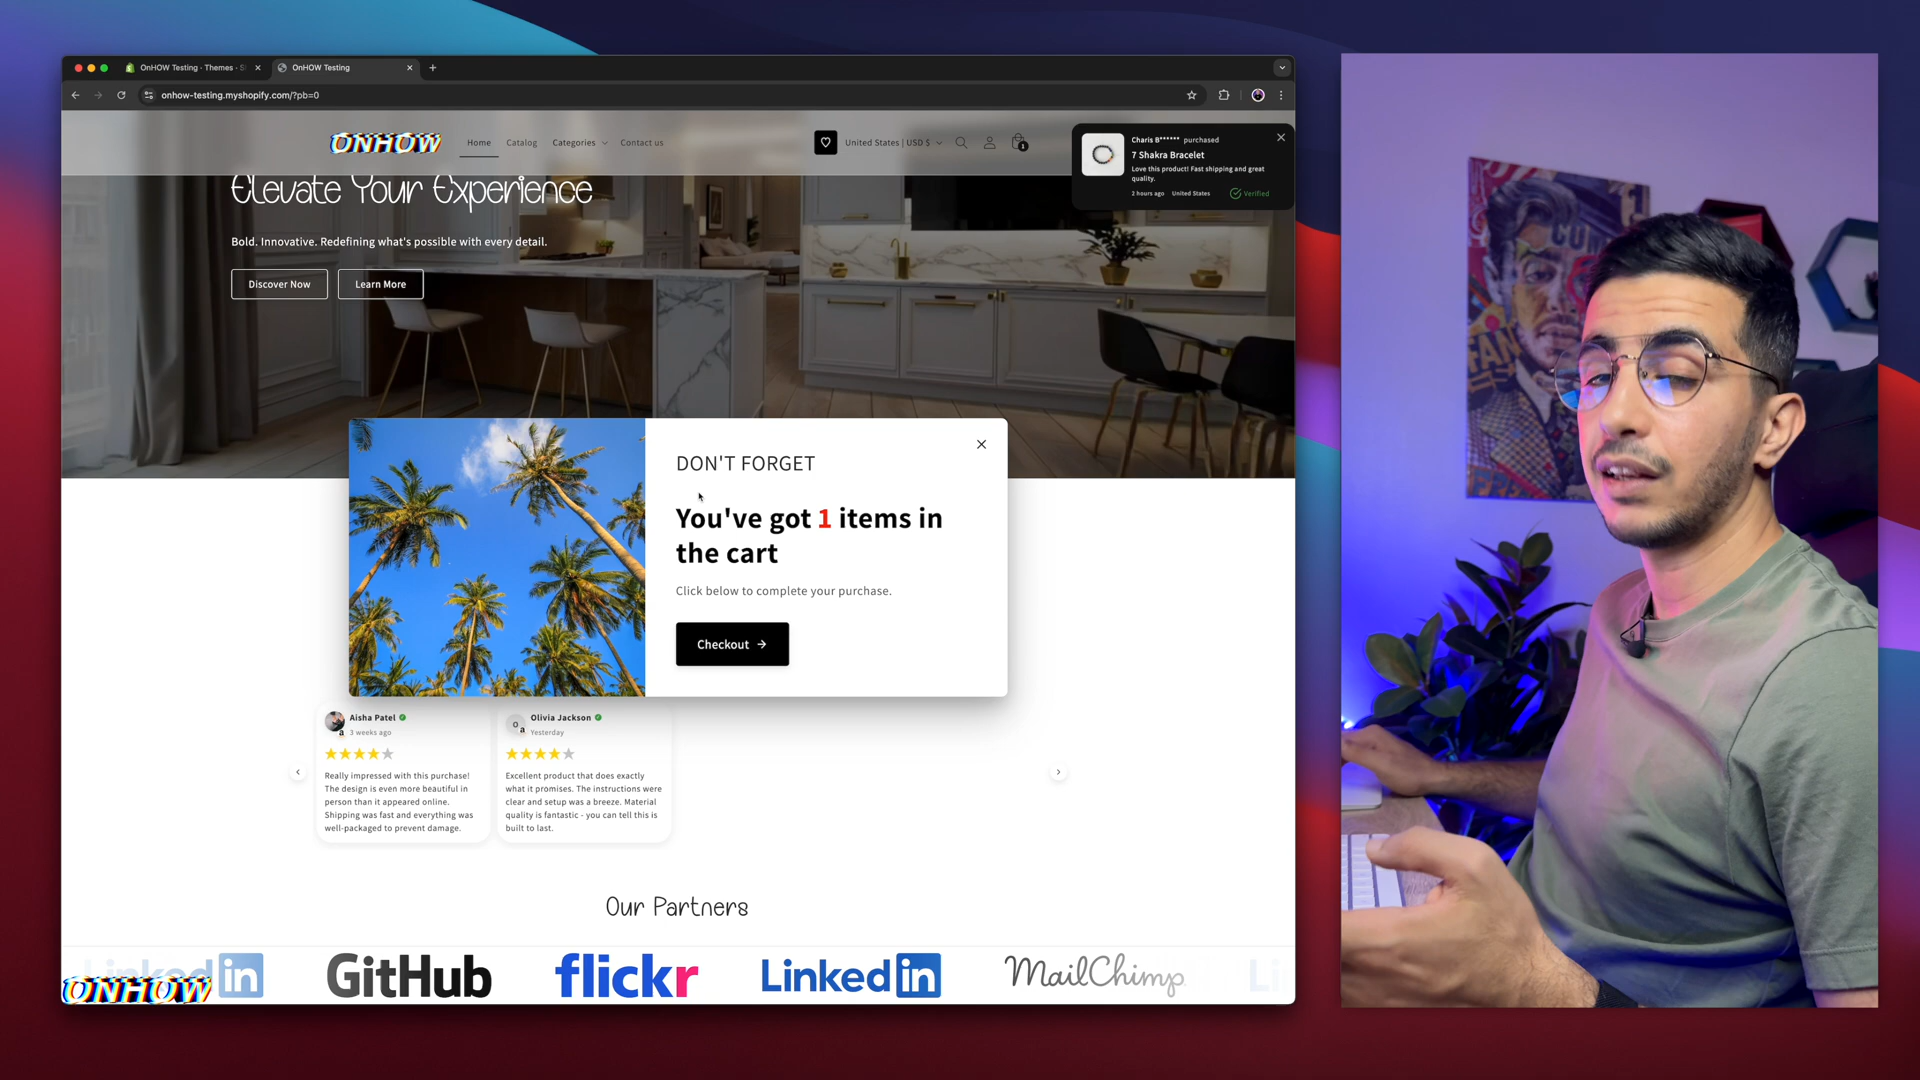 OnHOW Testing - Themes - S
OnHOW Testing
onhow-testing.myshopify.com/?pb=0
ONHOW
Home
Catalog
Categories
Contact us
United States | USD $
1
Charis B****** purchased
7 Shakra Bracelet
Love this product! Fast shipping and great
quality.
2 hours ago United States Verified
Elevate Your Experience
Bold. Innovative. Redefining what's possible with every detail.
Discover Now
Learn More
DON'T FORGET
You've got 1 items in
the cart
Click below to complete your purchase.
Checkout →
Aisha Patel
3 weeks ago
Really impressed with this purchase!
The design is even more beautiful in
person than it appeared online.
Shipping was fast and everything was
well-packaged to prevent damage.
O
Olivia Jackson
Yesterday
Excellent product that does exactly
what it promises. The instructions were
clear and setup was a breeze. Material
quality is fantastic - you can tell this is
built to last.
Our Partners
Linked in
GitHub
flickr
Linked in
MailChimp
Li
ONHOW